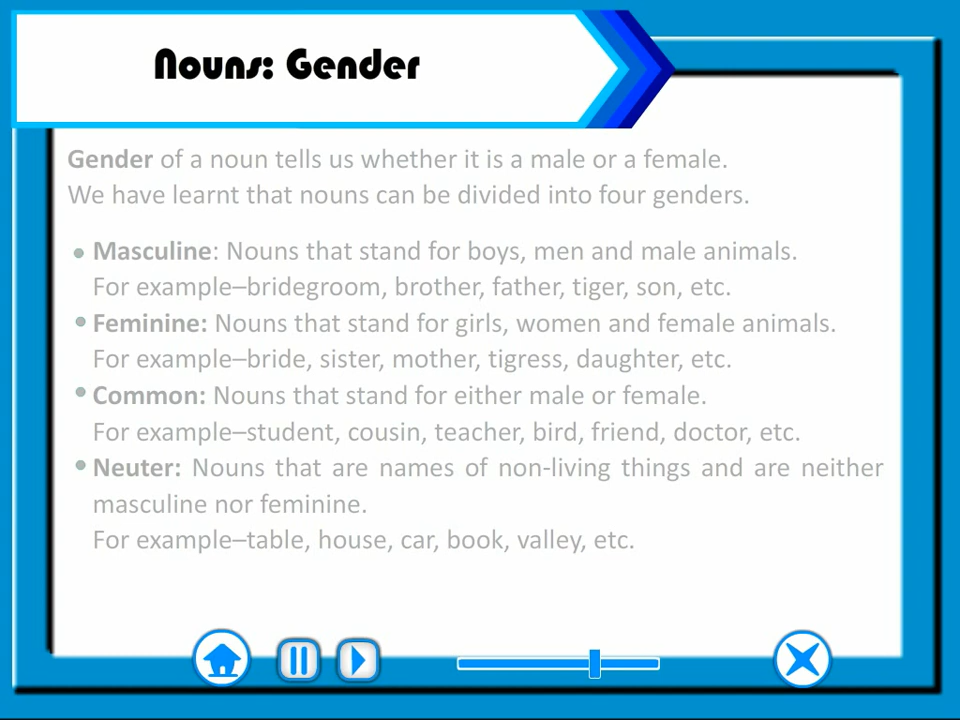 Nouns: Gender
Gender of a noun tells us whether it is a male or a female.
We have learnt that nouns can be divided into four genders.
• Masculine: Nouns that stand for boys, men and male animals.
For example–bridegroom, brother, father, tiger, son, etc.
• Feminine: Nouns that stand for girls, women and female animals.
For example–bride, sister, mother, tigress, daughter, etc.
• Common: Nouns that stand for either male or female.
For example–student, cousin, teacher, bird, friend, doctor, etc.
• Neuter: Nouns that are names of non-living things and are neither
masculine nor feminine.
For example–table, house, car, book, valley, etc.